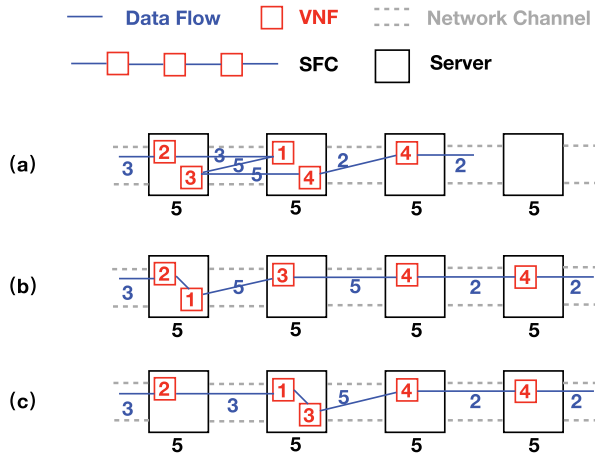 Data Flow VNF Network Channel
SFC Server
(a) 3 2 3 3 5 5 1 4 2 4 2
5 5 5 5
(b) 3 2 1 5 3 5 4 2 4 2
5 5 5 5
(c) 3 2 3 1 3 5 4 2 4 2
5 5 5 5